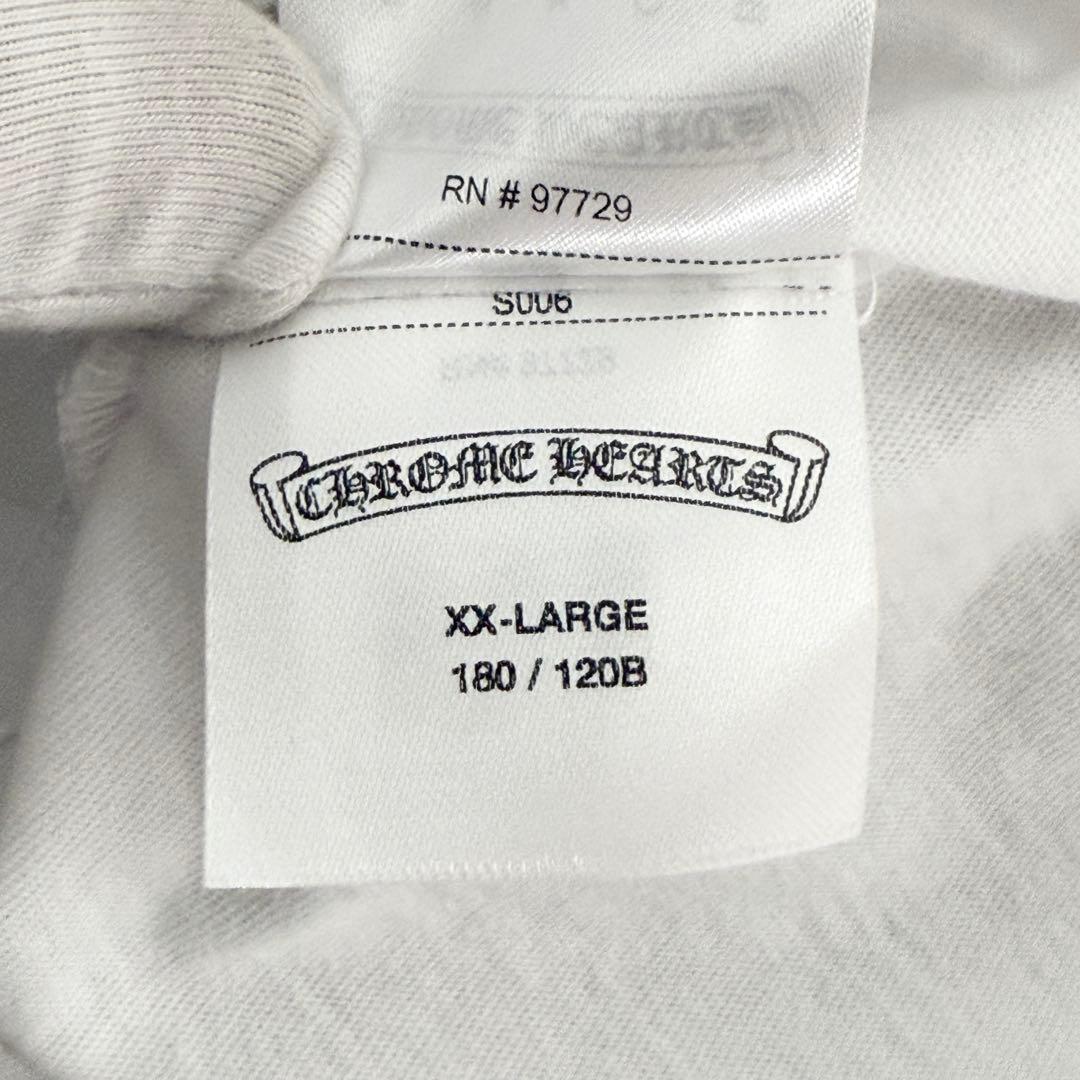 RN # 97729
S006
CHROME HEARTS
XX-LARGE
180 / 120B